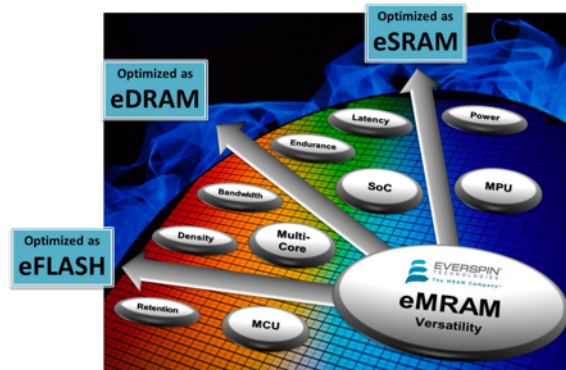 Optimized as
eSRAM
Optimized as
eDRAM
Latency
Power
Endurance
SoC
MPU
Bandwidth
Optimized as
eFLASH
Density
Multi-
Core
EVERSPIN
TECHNOLOGIES
The MRAM Company
eMRAM
Versatility
Retention
MCU